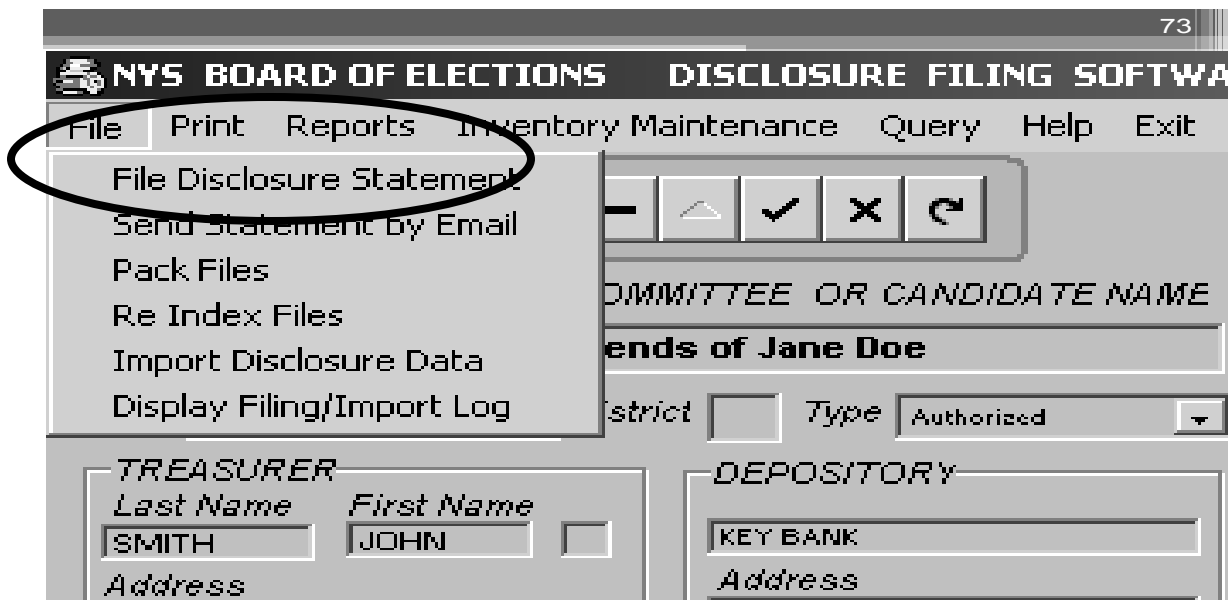 73
NYS BOARD OF ELECTIONS DISCLOSURE FILING SOFTWA
File Print Reports Inventory Maintenance Query Help Exit
File Disclosure Statement
Send Statement by Email
Pack Files
Re Index Files
Import Disclosure Data
Display Filing/Import Log
OMMITTEE OR CANDIDATE NAME
ends of Jane Doe
istrict Type Authorized
TREASURER
Last Name First Name
SMITH JOHN
Address
DEPOSITORY
KEY BANK
Address